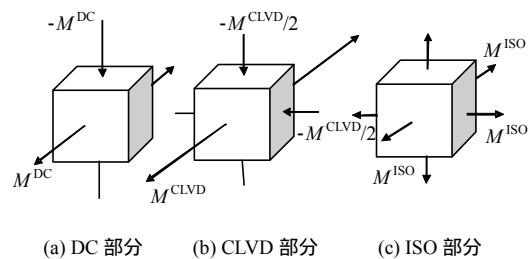 -M^DC
M^DC
(a) DC 部分
-M^CLVD/2
-M^CLVD/2
M^CLVD
(b) CLVD 部分
M^ISO
M^ISO
M^ISO
(c) ISO 部分